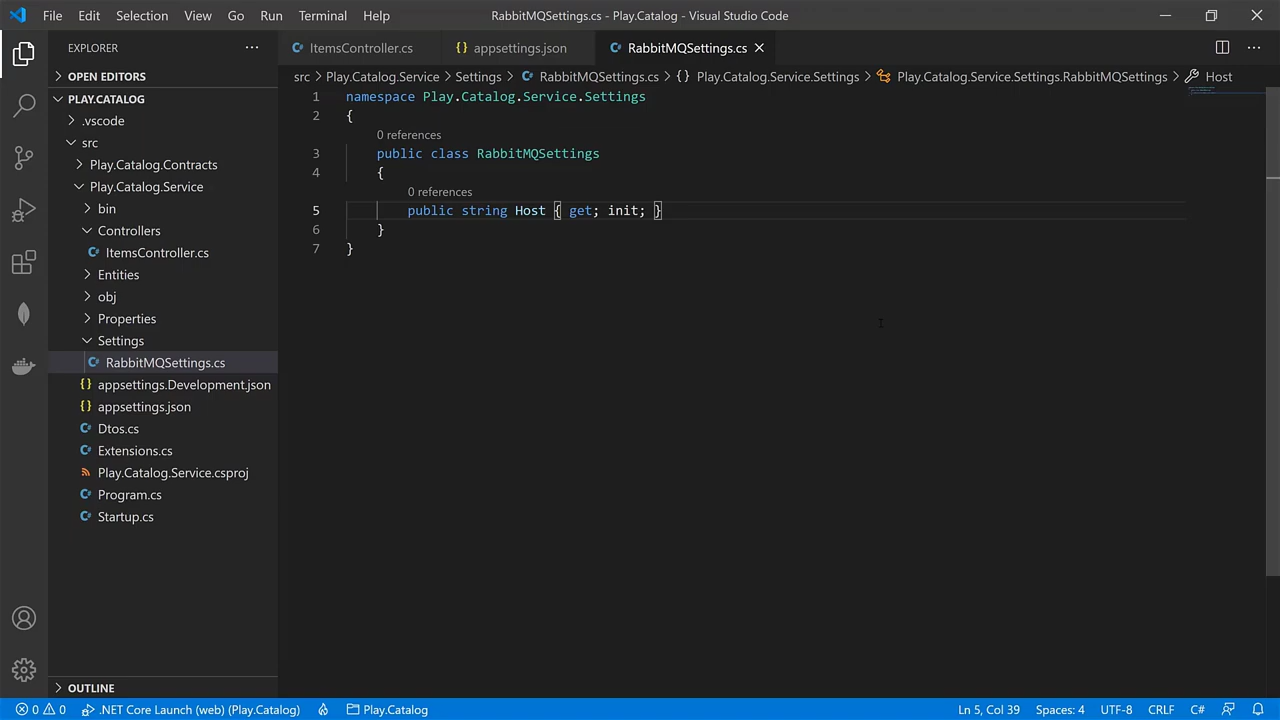 File Edit Selection View Go Run Terminal Help RabbitMQSettings.cs - Play.Catalog - Visual Studio Code
EXPLORER
OPEN EDITORS
PLAY.CATALOG
.vscode
src
Play.Catalog.Contracts
Play.Catalog.Service
bin
Controllers
ItemsController.cs
Entities
obj
Properties
Settings
RabbitMQSettings.cs
appsettings.Development.json
appsettings.json
Dtos.cs
Extensions.cs
Play.Catalog.Service.csproj
Program.cs
Startup.cs
OUTLINE
ItemsController.cs {} appsettings.json RabbitMQSettings.cs
src > Play.Catalog.Service > Settings > RabbitMQSettings.cs > {} Play.Catalog.Service.Settings > Play.Catalog.Service.Settings.RabbitMQSettings > Host
1 namespace Play.Catalog.Service.Settings
2 {
0 references
3 public class RabbitMQSettings
4 {
0 references
5 public string Host { get; init; }
6 }
7 }
0 0 .NET Core Launch (web) (Play.Catalog) Play.Catalog Ln 5, Col 39 Spaces: 4 UTF-8 CRLF C#